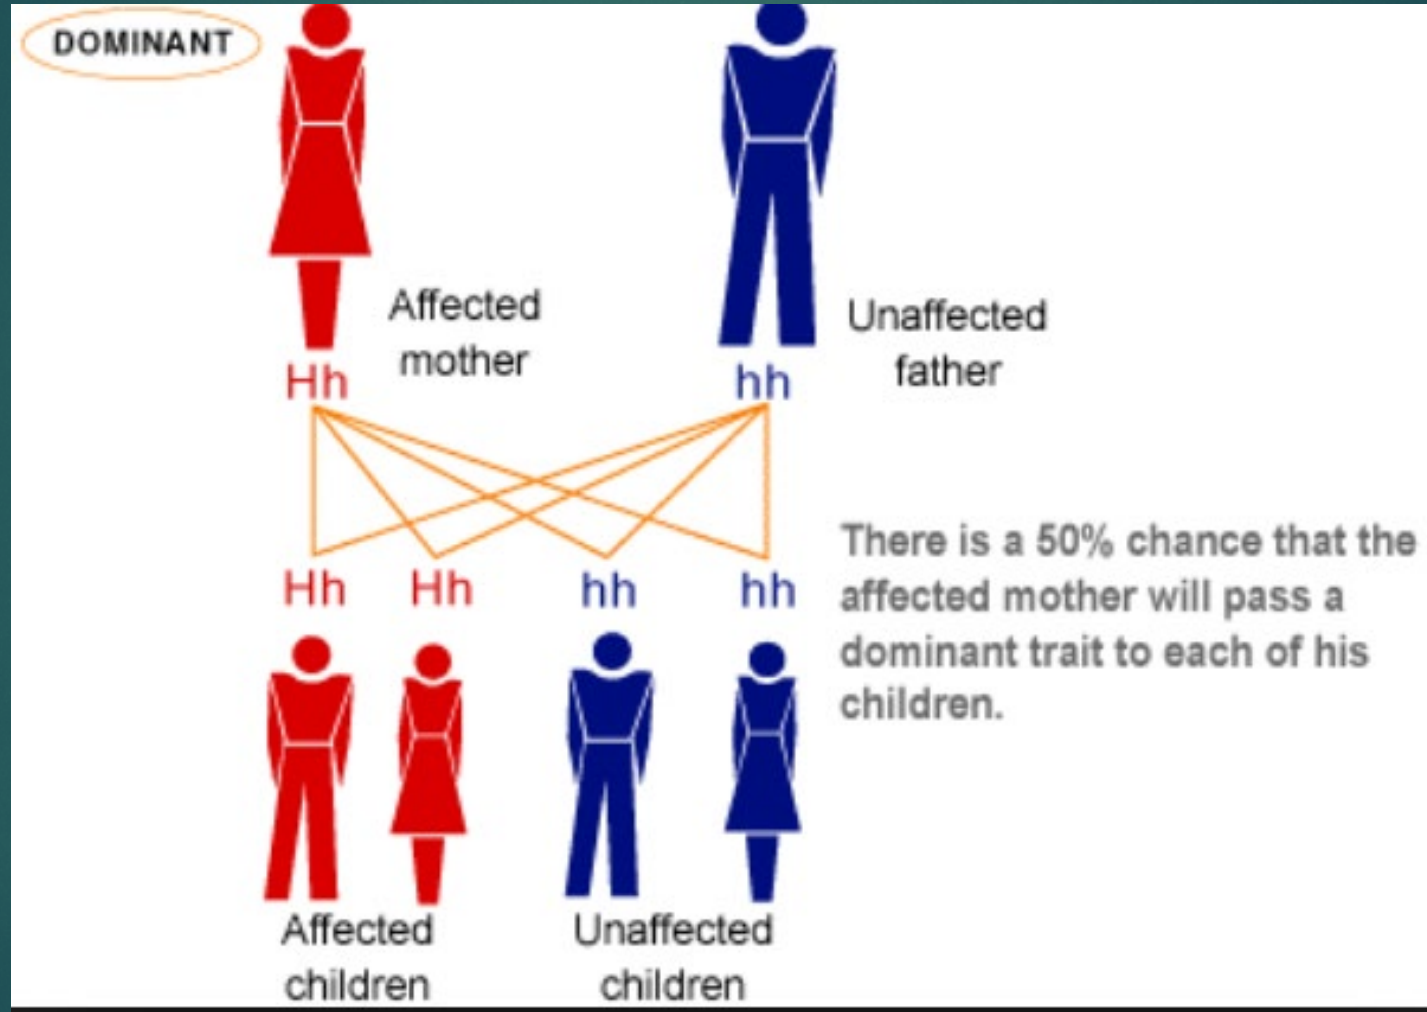 DOMINANT
Affected
mother
Unaffected
father
Hh
hh
Hh
Hh
hh
hh
There is a 50% chance that the
affected mother will pass a
dominant trait to each of his
children.
Affected
children
Unaffected
children